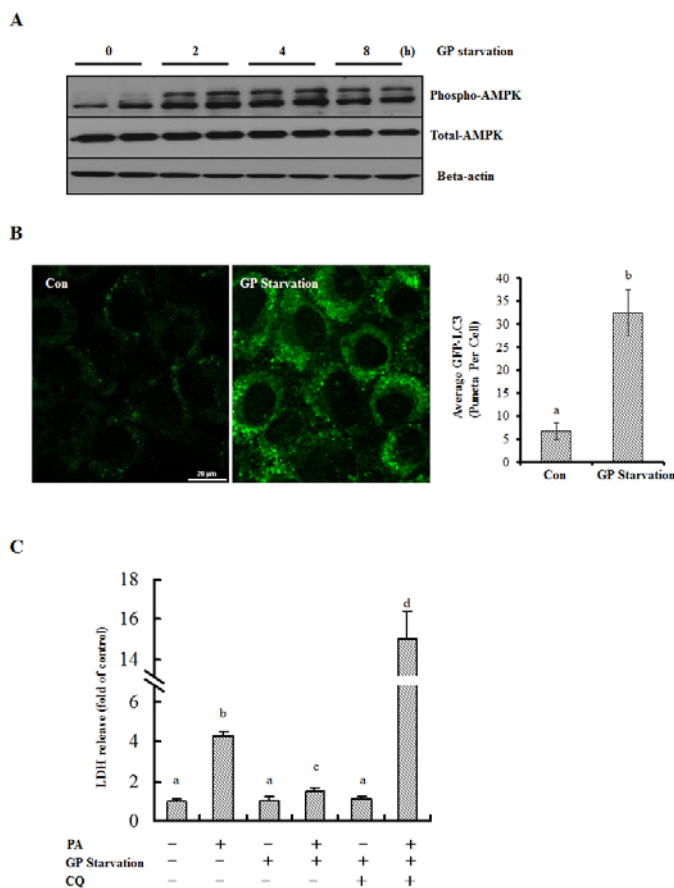 A
0 2 4 8 (h) GP starvation
Phospho-AMPK
Total-AMPK
Beta-actin
B
Con GP Starvation
20 µm
Average GFP-LC3
(Puncta Per Cell)
40
35
30
25
20
15
10
5
0
a
b
Con GP Starvation
C
LDH release (fold of control)
18
16
14
6
4
2
0
a b a c a d
PA – + – + – +
GP Starvation – – + + + +
CQ – – – – + +